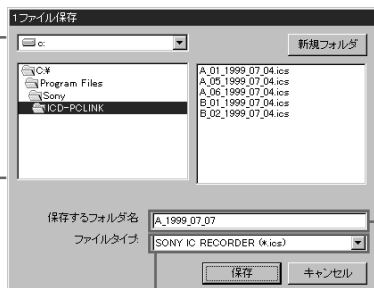 1ファイル保存
c:
新規フォルダ
C:¥
Program Files
Sony
ICD-PCLINK
A_01_1999_07_04.ics
A_05_1999_07_04.ics
A_06_1999_07_04.ics
B_01_1999_07_04.ics
B_02_1999_07_04.ics
保存するフォルダ名
A_1999_07_07
ファイルタイプ:
SONY IC RECORDER (*.ics)
保存
キャンセル